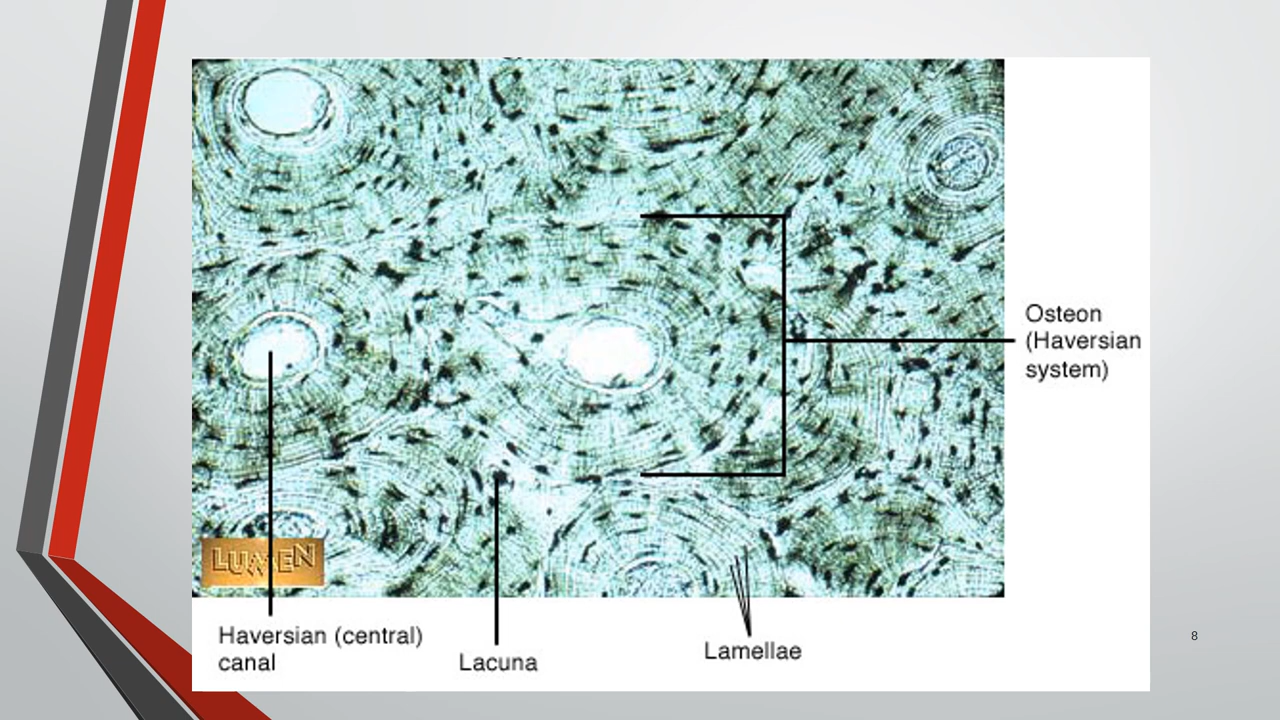 Osteon
(Haversian
system)
8
LUMEN
Haversian (central)
canal
Lacuna
Lamellae